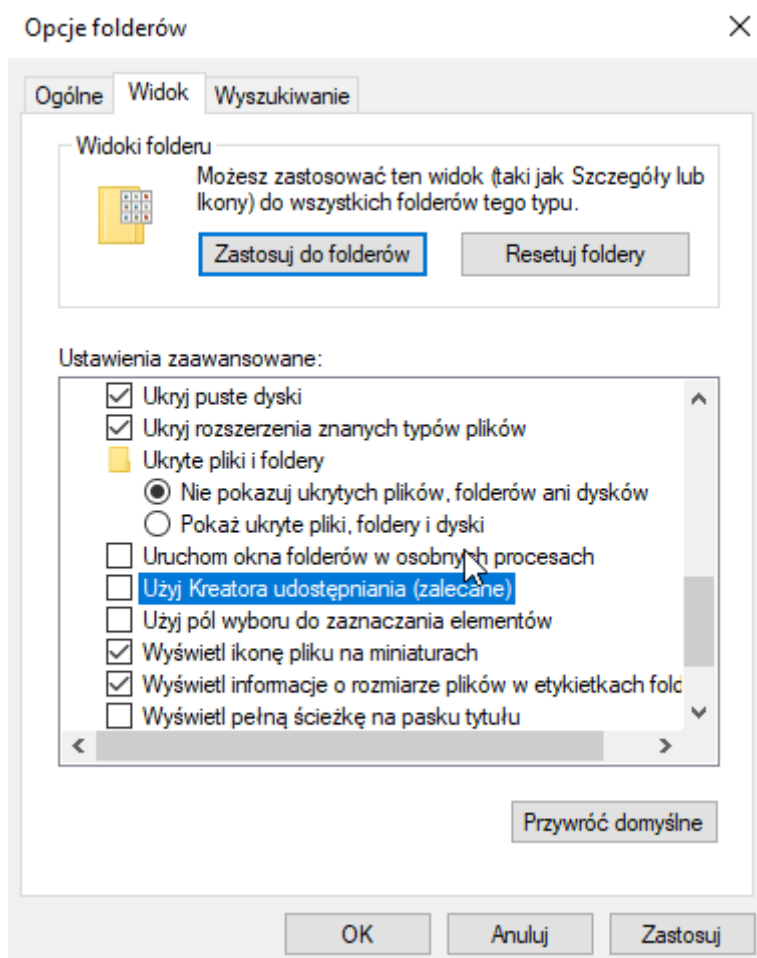 Opcje folderów
Ogólne Widok Wyszukiwanie
Widoki folderu
Możesz zastosować ten widok (taki jak Szczegóły lub
Ikony) do wszystkich folderów tego typu.
Zastosuj do folderów Resetuj foldery
Ustawienia zaawansowane:
Ukryj puste dyski
Ukryj rozszerzenia znanych typów plików
Ukryte pliki i foldery
Nie pokazuj ukrytych plików, folderów ani dysków
Pokaż ukryte pliki, foldery i dyski
Uruchom okna folderów w osobnych procesach
Użyj Kreatora udostępniania (zalecane)
Użyj pól wyboru do zaznaczania elementów
Wyświetl ikonę pliku na miniaturach
Wyświetl informacje o rozmiarze plików w etykietkach fold
Wyświetl pełną ścieżkę na pasku tytułu
Przywróć domyślne
OK Anuluj Zastosuj